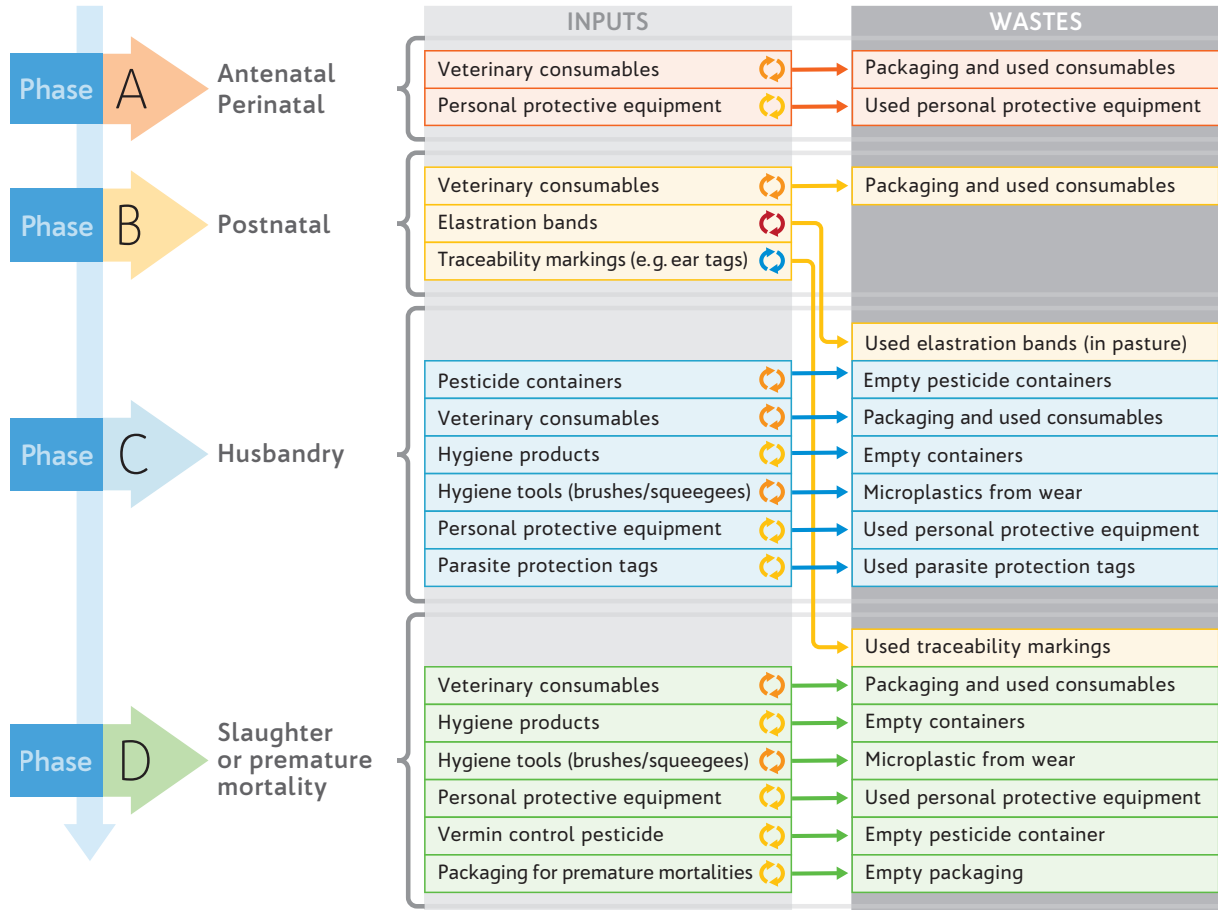 INPUTS
WASTES
Phase A
Antenatal
Perinatal
Veterinary consumables
Packaging and used consumables
Personal protective equipment
Used personal protective equipment
Phase B
Postnatal
Veterinary consumables
Packaging and used consumables
Elastration bands
Traceability markings (e.g. ear tags)
Used elastration bands (in pasture)
Phase C
Husbandry
Pesticide containers
Empty pesticide containers
Veterinary consumables
Packaging and used consumables
Hygiene products
Empty containers
Hygiene tools (brushes/squeegees)
Microplastics from wear
Personal protective equipment
Used personal protective equipment
Parasite protection tags
Used parasite protection tags
Used traceability markings
Phase D
Slaughter
or premature
mortality
Veterinary consumables
Packaging and used consumables
Hygiene products
Empty containers
Hygiene tools (brushes/squeegees)
Microplastic from wear
Personal protective equipment
Used personal protective equipment
Vermin control pesticide
Empty pesticide container
Packaging for premature mortalities
Empty packaging